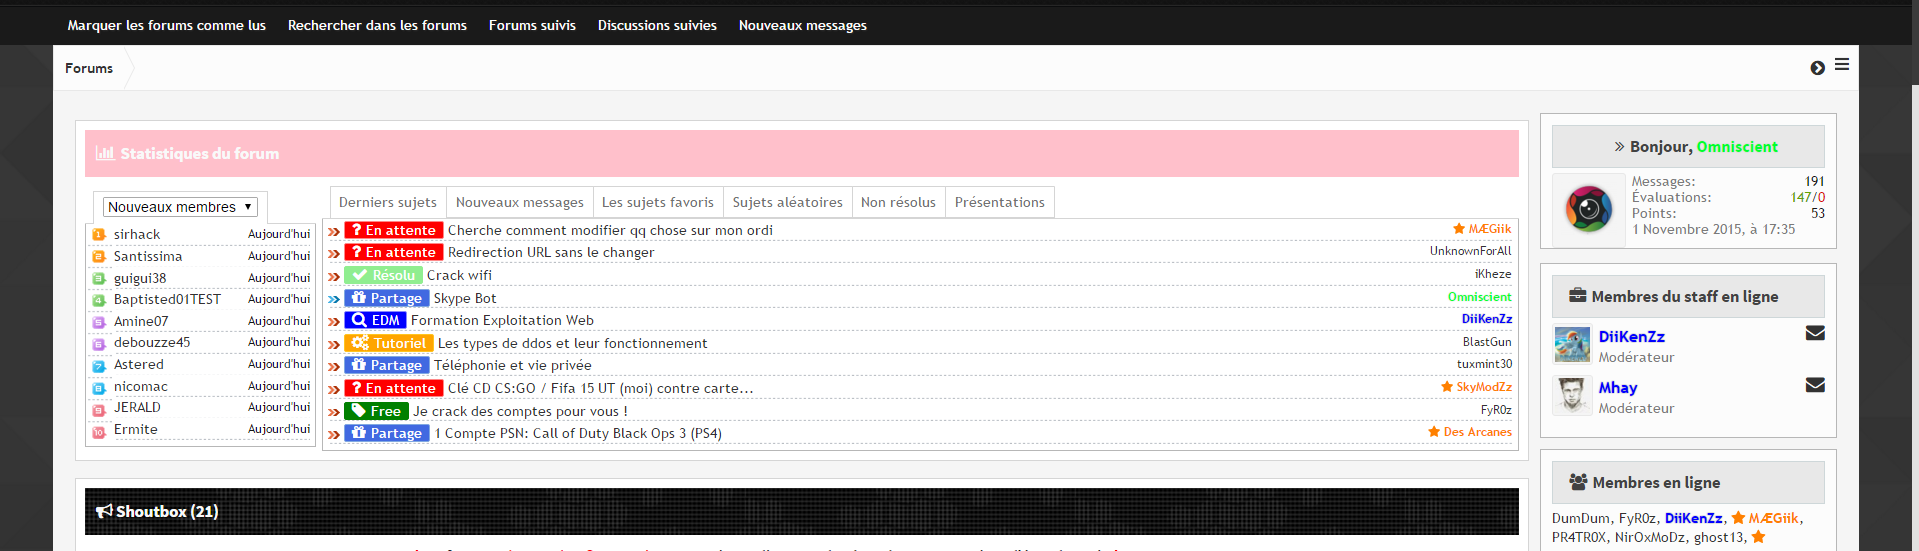 Marquer les forums comme lus Rechercher dans les forums Forums suivis Discussions suivies Nouveaux messages
Forums
Statistiques du forum
Nouveaux membres
sirhack Aujourd'hui
Santissima Aujourd'hui
guigui38 Aujourd'hui
Baptisted01TEST Aujourd'hui
Amine07 Aujourd'hui
debouzze45 Aujourd'hui
Astered Aujourd'hui
nicomac Aujourd'hui
JERALD Aujourd'hui
Ermite Aujourd'hui
Derniers sujets Nouveaux messages Les sujets favoris Sujets aléatoires Non résolus Présentations
? En attente Cherche comment modifier qq chose sur mon ordi MÆGiik
? En attente Redirection URL sans le changer UnknownForAll
Résolu Crack wifi iKheze
Partage Skype Bot Omniscient
EDM Formation Exploitation Web DiiKenZz
Tutoriel Les types de ddos et leur fonctionnement BlastGun
Partage Téléphonie et vie privée tuxmint30
? En attente Clé CD CS:GO / Fifa 15 UT (moi) contre carte... SkyModZz
Free Je crack des comptes pour vous ! FyR0z
Partage 1 Compte PSN: Call of Duty Black Ops 3 (PS4) Des Arcanes
Shoutbox (21)
Bonjour, Omniscient
Messages: 191
Évaluations: 147/0
Points: 53
1 Novembre 2015, à 17:35
Membres du staff en ligne
DiiKenZz
Modérateur
Mhay
Modérateur
Membres en ligne
DumDum, FyR0z, DiiKenZz, MÆGiik,
PR4TR0X, NirOxMoDz, ghost13,